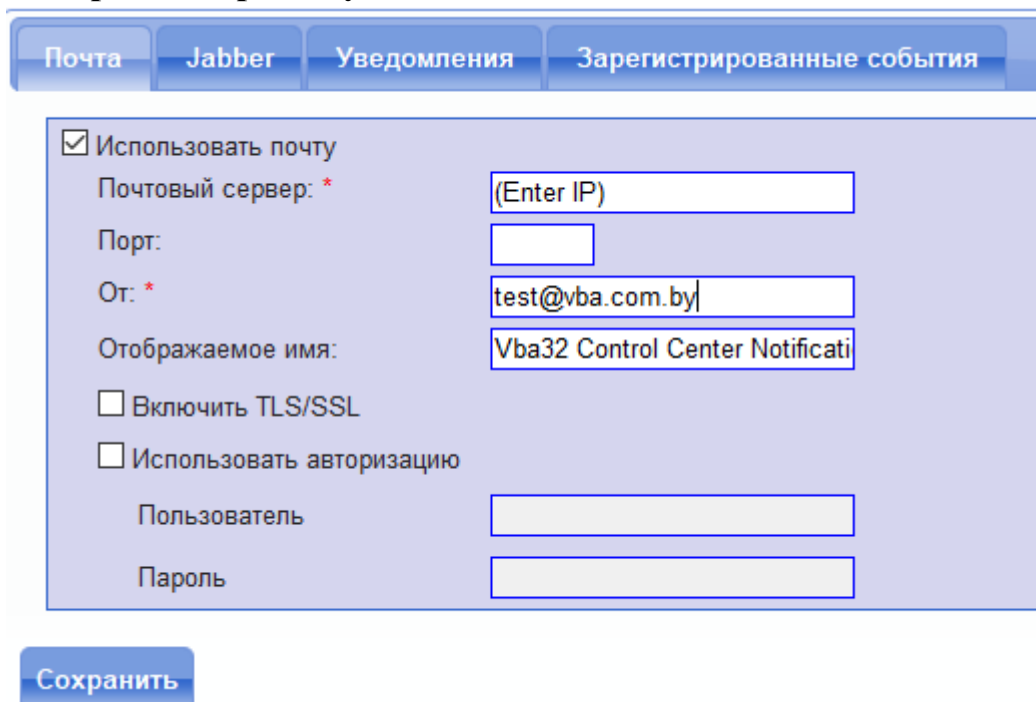 Почта Jabber Уведомления Зарегистрированные события
Использовать почту
Почтовый сервер: * (Enter IP)
Порт:
От: * test@vba.com.by
Отображаемое имя: Vba32 Control Center Notificati
Включить TLS/SSL
Использовать авторизацию
Пользователь
Пароль
Сохранить